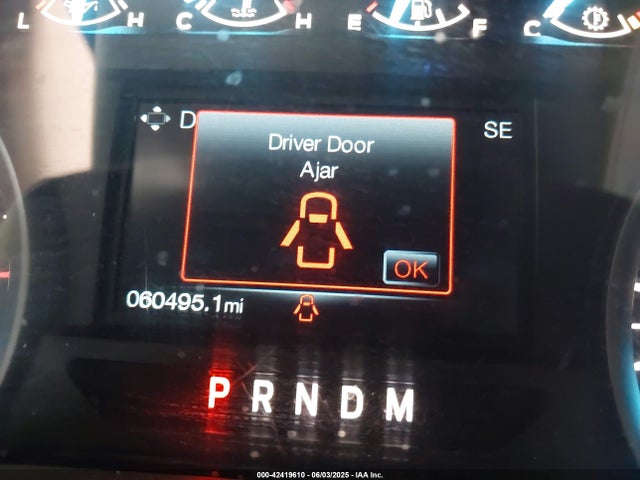 L H C H E F C
D
SE
Driver Door
Ajar
OK
060495.1mi
P R N D M
000-42419610 - 06/03/2025 - IAA Inc.